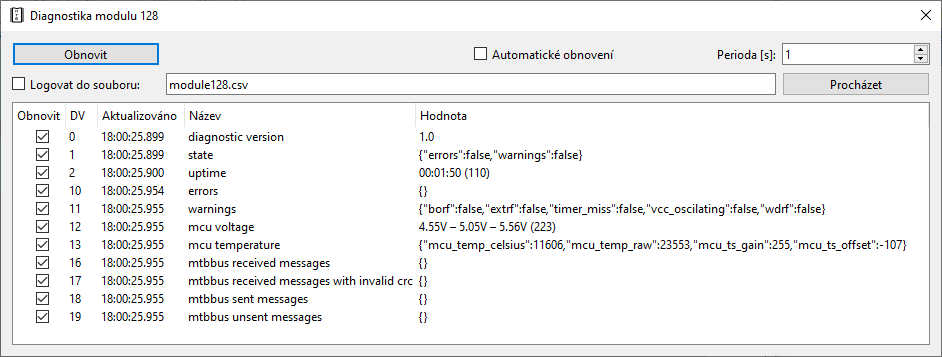 Diagnostika modulu 128
Obnovit Automatické obnovení Perioda [s]: 1
Logovat do souboru: module128.csv Procházet
Obnovit DV Aktualizováno Název Hodnota
0 18:00:25.899 diagnostic version 1.0
1 18:00:25.899 state {"errors":false,"warnings":false}
2 18:00:25.900 uptime 00:01:50 (110)
10 18:00:25.954 errors {}
11 18:00:25.955 warnings {"borf":false,"extrf":false,"timer_miss":false,"vcc_oscilating":false,"wdrf":false}
12 18:00:25.955 mcu voltage 4.55V – 5.05V – 5.56V (223)
13 18:00:25.955 mcu temperature {"mcu_temp_celsius":11606,"mcu_temp_raw":23553,"mcu_ts_gain":255,"mcu_ts_offset":-107}
16 18:00:25.955 mtbbus received messages {}
17 18:00:25.955 mtbbus received messages with invalid crc {}
18 18:00:25.955 mtbbus sent messages {}
19 18:00:25.955 mtbbus unsent messages {}